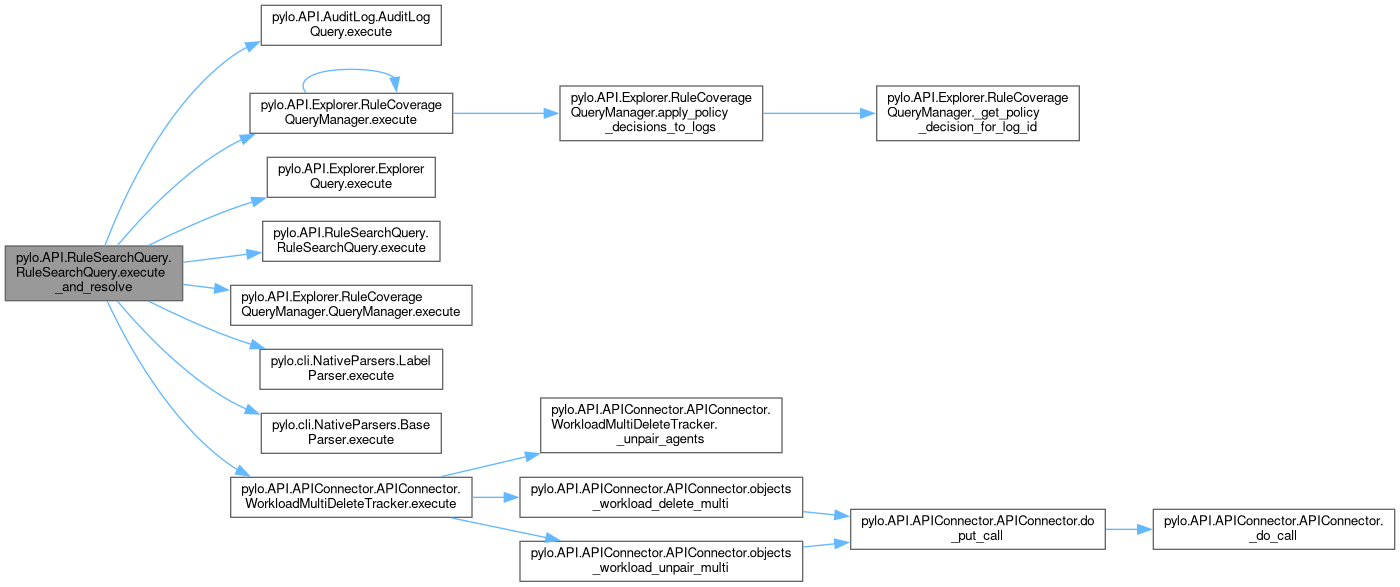 pylo.API.AuditLog.AuditLog
Query.execute
pylo.API.Explorer.RuleCoverage
QueryManager.execute
pylo.API.Explorer.RuleCoverage
QueryManager.apply_policy
_decisions_to_logs
pylo.API.Explorer.RuleCoverage
QueryManager._get_policy
_decision_for_log_id
pylo.API.Explorer.Explorer
Query.execute
pylo.API.RuleSearchQuery.
RuleSearchQuery.execute
pylo.API.RuleSearchQuery.
RuleSearchQuery.execute
_and_resolve
pylo.API.Explorer.RuleCoverage
QueryManager.QueryManager.execute
pylo.cli.NativeParsers.Label
Parser.execute
pylo.cli.NativeParsers.Base
Parser.execute
pylo.API.APIConnector.APIConnector.
WorkloadMultiDeleteTracker.execute
pylo.API.APIConnector.APIConnector.
WorkloadMultiDeleteTracker.
_unpair_agents
pylo.API.APIConnector.APIConnector.objects
_workload_delete_multi
pylo.API.APIConnector.APIConnector.objects
_workload_unpair_multi
pylo.API.APIConnector.APIConnector.do
_put_call
pylo.API.APIConnector.APIConnector.
_do_call